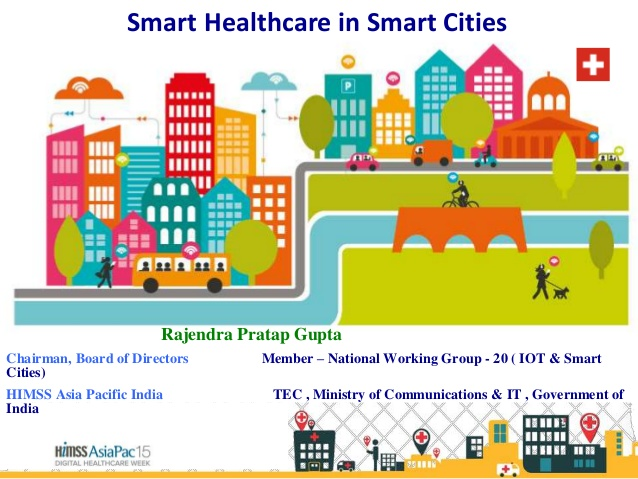 Smart Healthcare in Smart Cities
P
Rajendra Pratap Gupta
Chairman, Board of Directors Member – National Working Group - 20 ( IOT & Smart
Cities)
HIMSS Asia Pacific India TEC , Ministry of Communications & IT , Government of
India
HIMSS AsiaPac15
DIGITAL HEALTHCARE WEEK